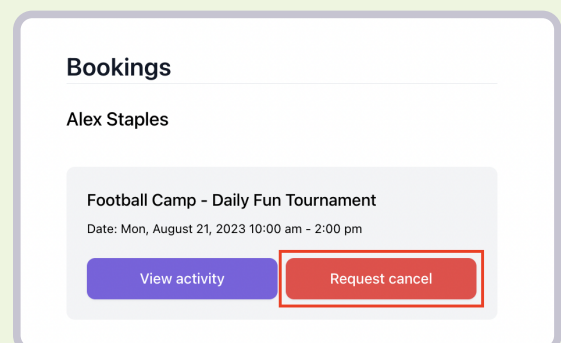 Bookings
Alex Staples
Football Camp - Daily Fun Tournament
Date: Mon, August 21, 2023 10:00 am - 2:00 pm
View activity
Request cancel